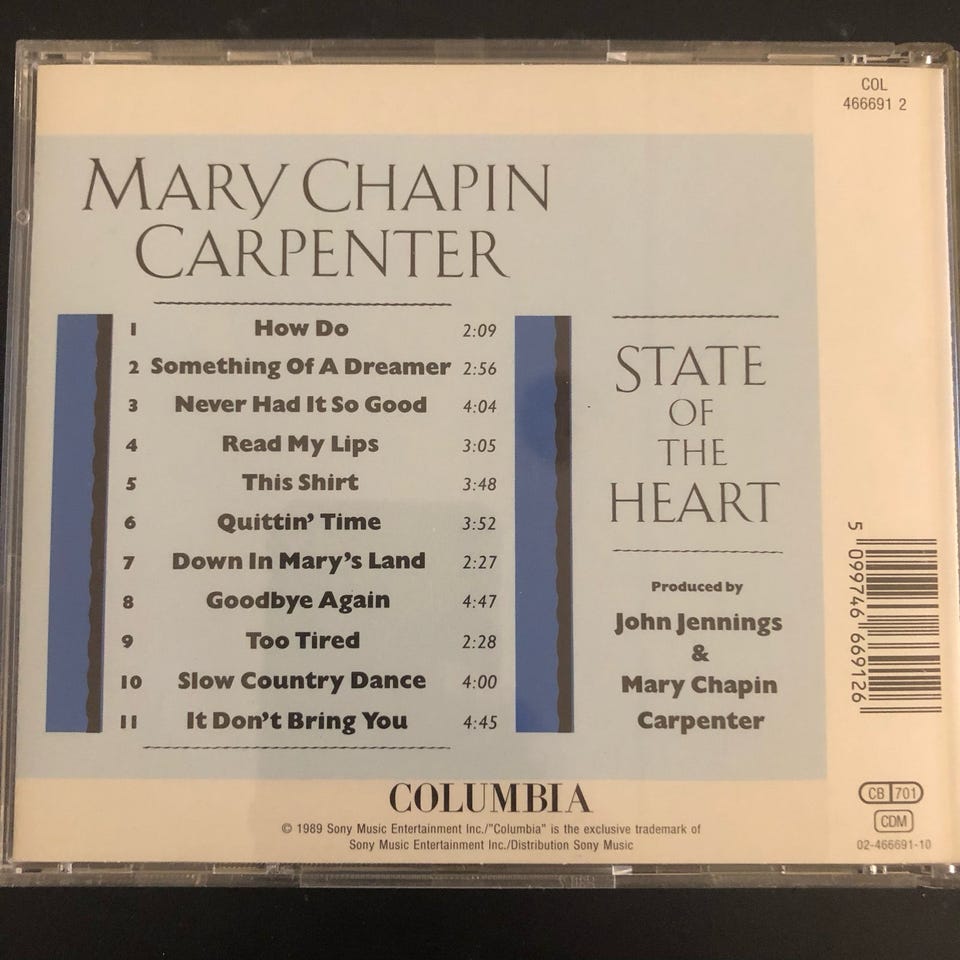 COL
466691 2
MARY CHAPIN
CARPENTER
1 How Do 2:09
2 Something Of A Dreamer 2:56
3 Never Had It So Good 4:04
4 Read My Lips 3:05
5 This Shirt 3:48
6 Quittin' Time 3:52
7 Down In Mary's Land 2:27
8 Goodbye Again 4:47
9 Too Tired 2:28
10 Slow Country Dance 4:00
11 It Don't Bring You 4:45
STATE
OF
THE
HEART
Produced by
John Jennings
&
Mary Chapin
Carpenter
5 099746 669126
COLUMBIA
© 1989 Sony Music Entertainment Inc./"Columbia" is the exclusive trademark of
Sony Music Entertainment Inc./Distribution Sony Music
CB 701
CDM
02-466691-10